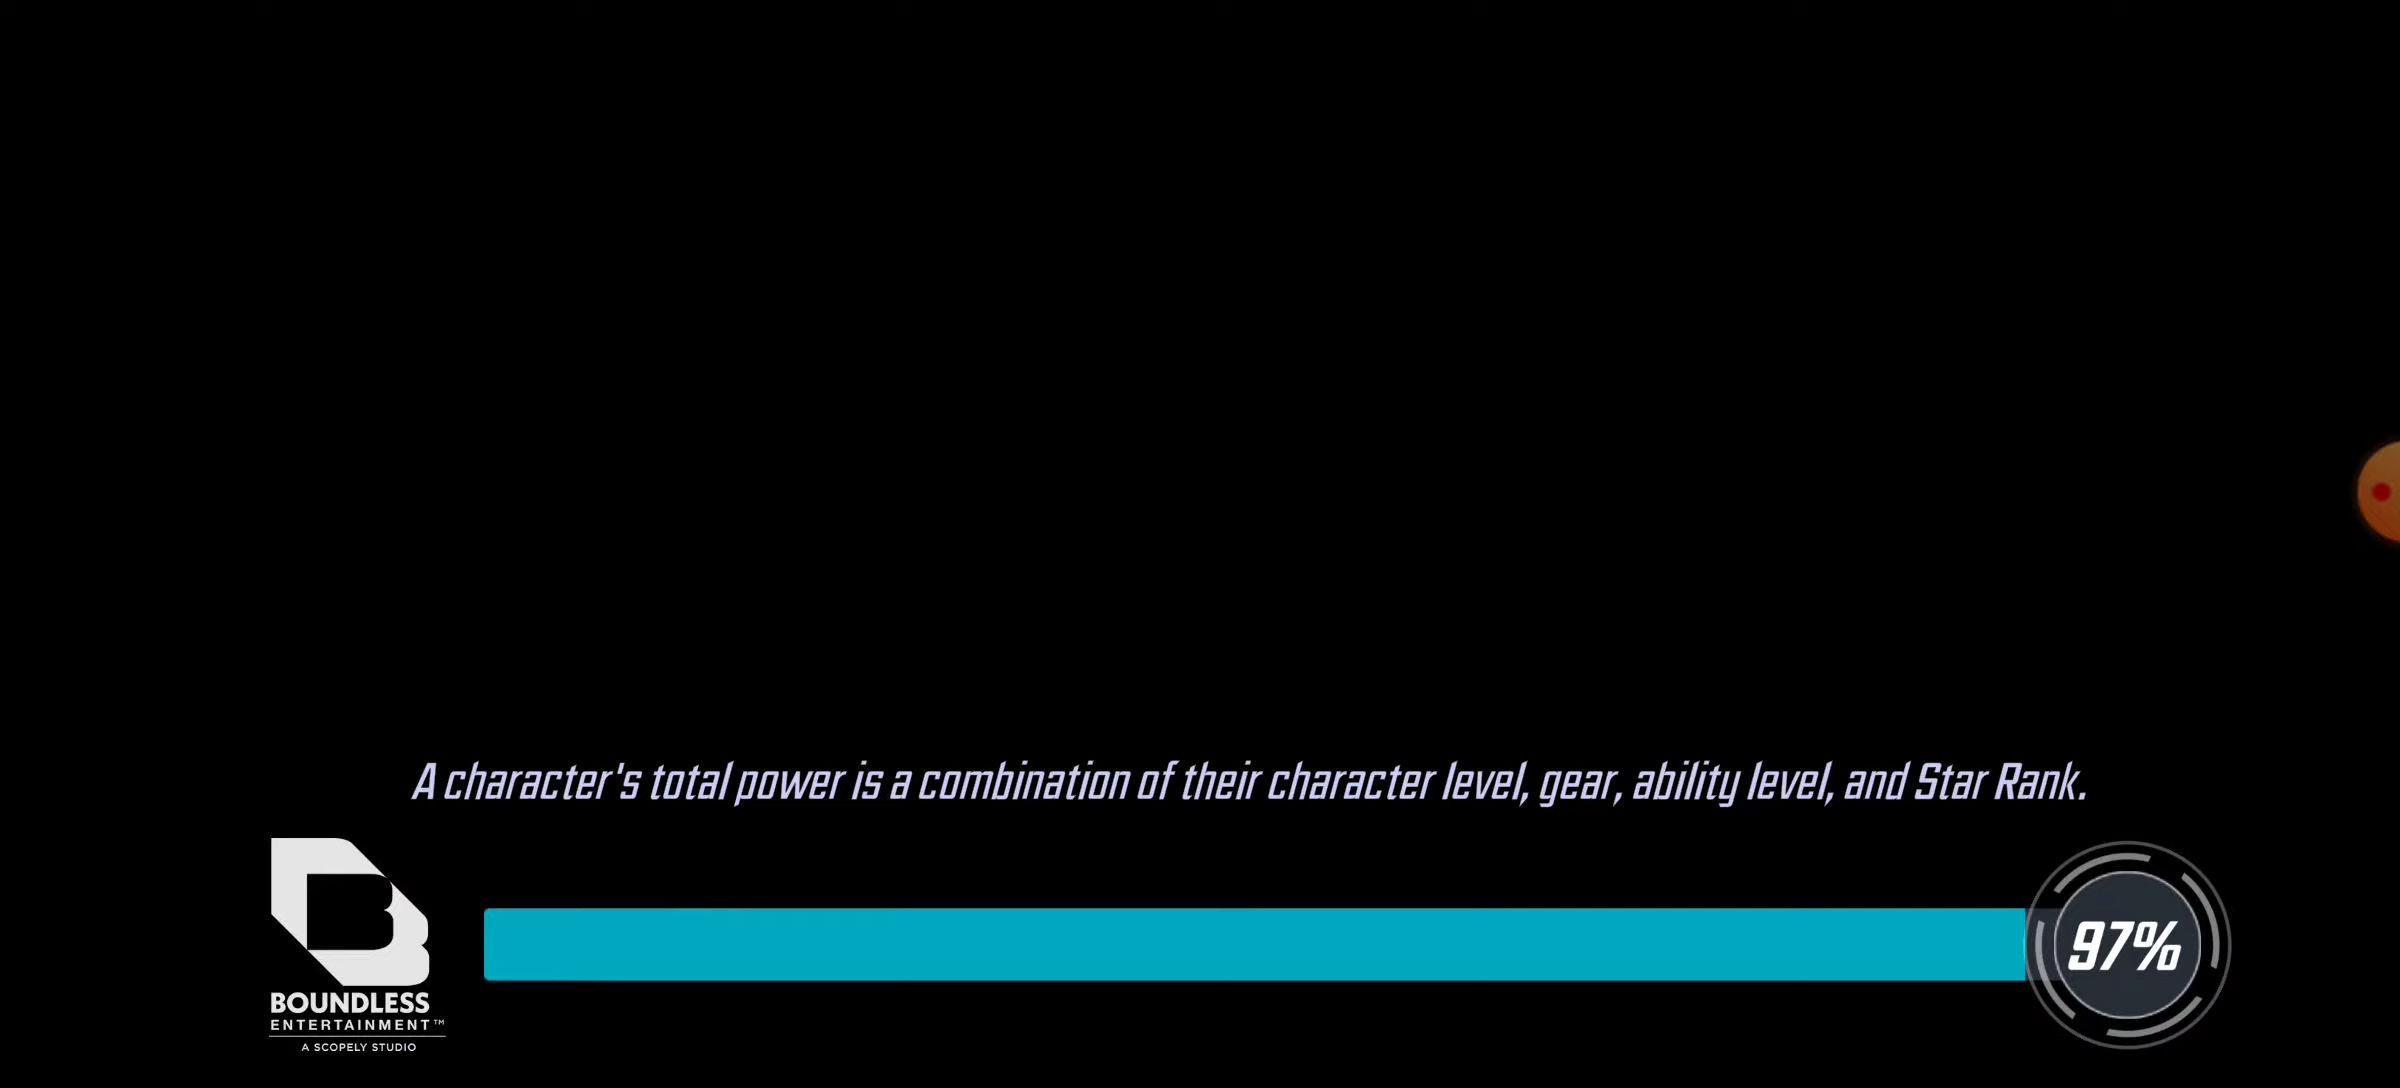 A character's total power is a combination of their character level, gear, ability level, and Star Rank.
97%
BOUNDLESS
ENTERTAINMENT™
A SCOPELY STUDIO